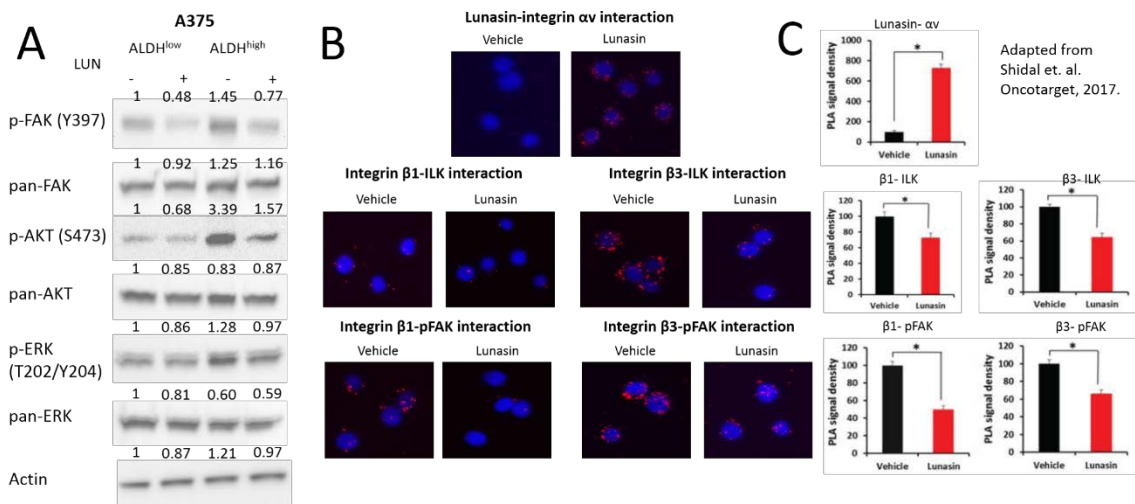 A
A375
ALDHlow ALDHhigh
LUN
- + - +
1 0.48 1.45 0.77
p-FAK (Y397)
1 0.92 1.25 1.16
pan-FAK
1 0.68 3.39 1.57
p-AKT (S473)
1 0.85 0.83 0.87
pan-AKT
1 0.86 1.28 0.97
p-ERK
(T202/Y204)
1 0.81 0.60 0.59
pan-ERK
1 0.87 1.21 0.97
Actin
B
Lunasin-integrin αv interaction
Vehicle Lunasin
Integrin β1-ILK interaction
Vehicle Lunasin
Integrin β3-ILK interaction
Vehicle Lunasin
Integrin β1-pFAK interaction
Vehicle Lunasin
Integrin β3-pFAK interaction
Vehicle Lunasin
C
Lunasin- αv
PLA signal density
1000
800
600
400
200
0
*
Vehicle Lunasin
Adapted from
Shidal et. al.
Oncotarget, 2017.
β1- ILK
PLA signal density
120
100
80
60
40
20
0
*
Vehicle Lunasin
β3- ILK
PLA signal density
120
100
80
60
40
20
0
*
Vehicle Lunasin
β1- pFAK
PLA signal density
120
100
80
60
40
20
0
*
Vehicle Lunasin
β3- pFAK
PLA signal density
120
100
80
60
40
20
0
*
Vehicle Lunasin